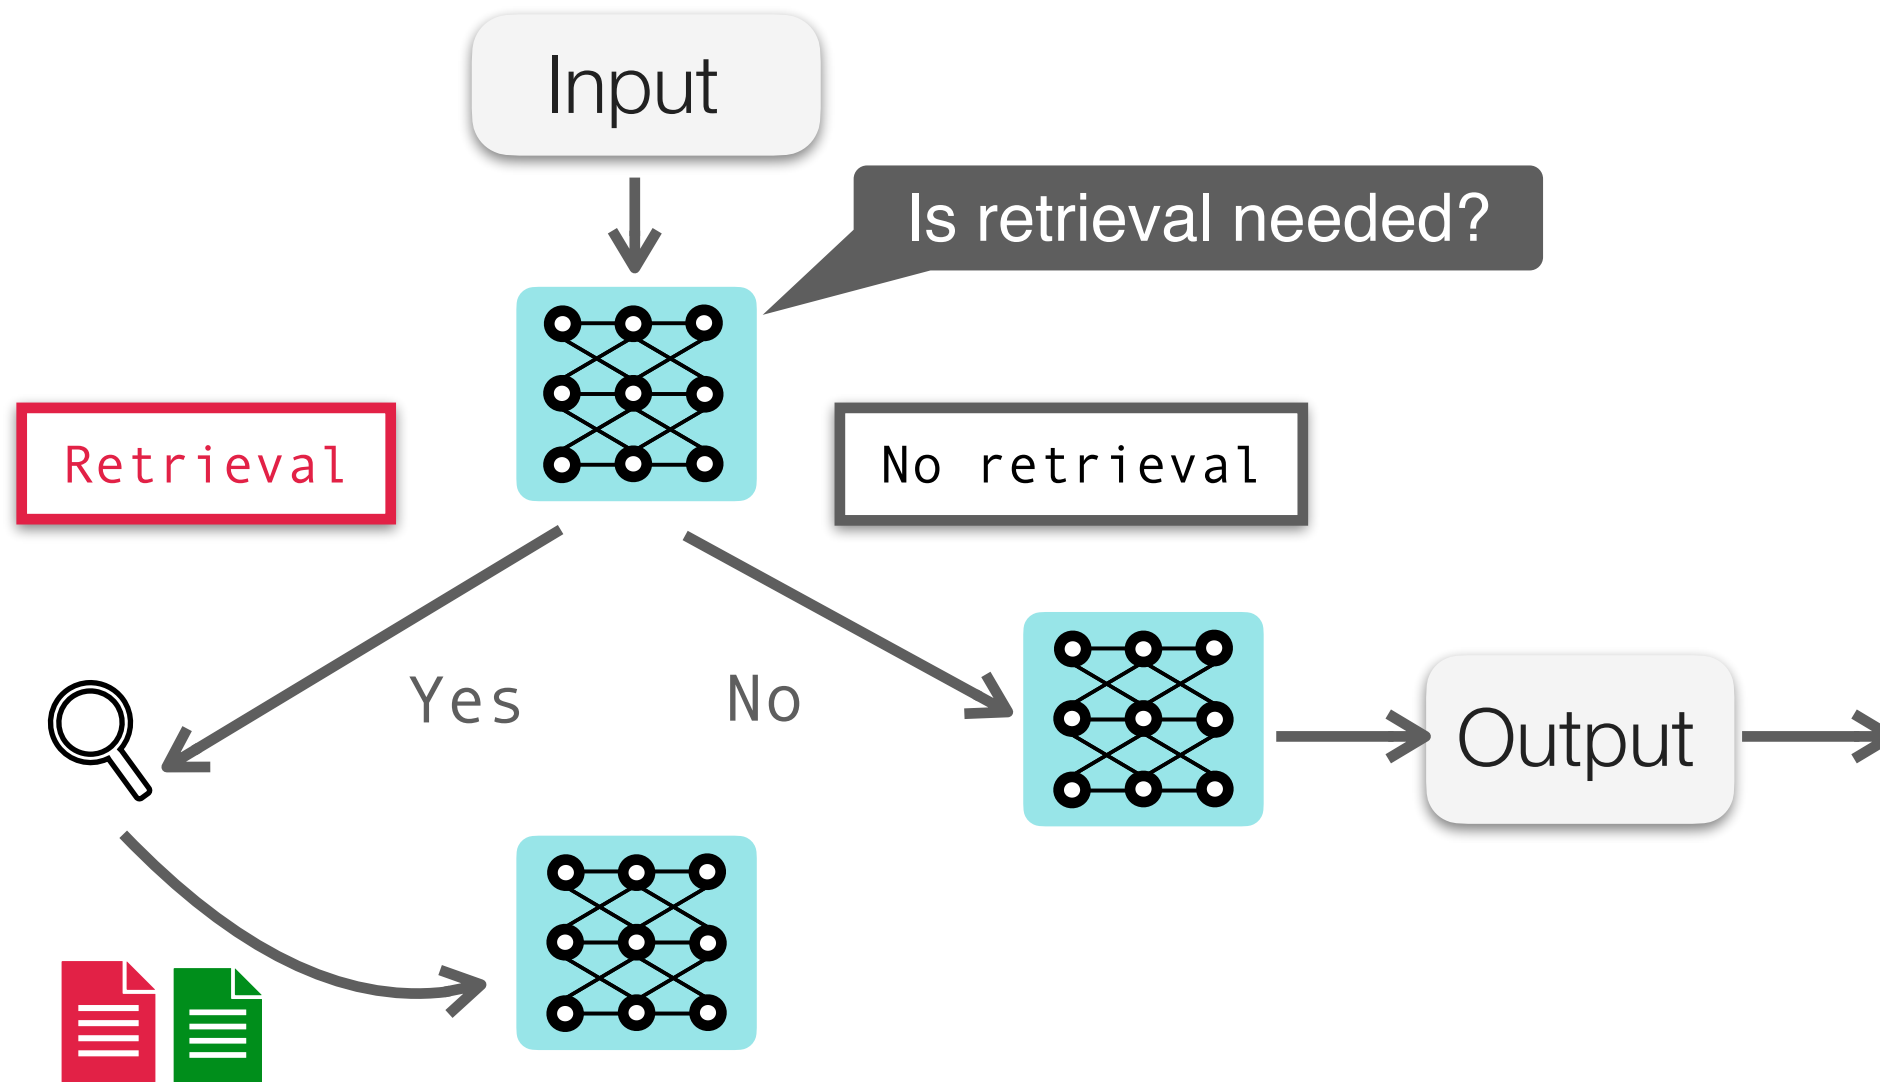 Input
Is retrieval needed?
Retrieval
No retrieval
Yes
No
Output